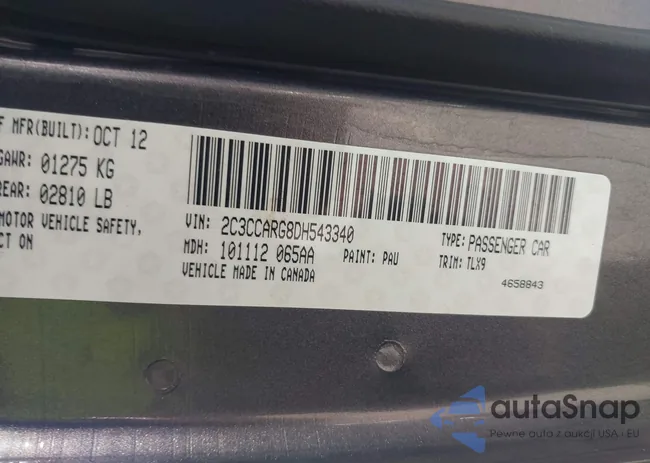 F MFR(BUILT): OCT 12
GAWR: 01275 KG
REAR: 02810 LB
MOTOR VEHICLE SAFETY,
CT ON
VIN: 2C3CCARG8DH543340
TYPE: PASSENGER CAR
MDH: 101112 065AA
PAINT: PAU
TRIM: TLX9
VEHICLE MADE IN CANADA
4658843
autaSnap
Pewne auta z aukcji USA i EU